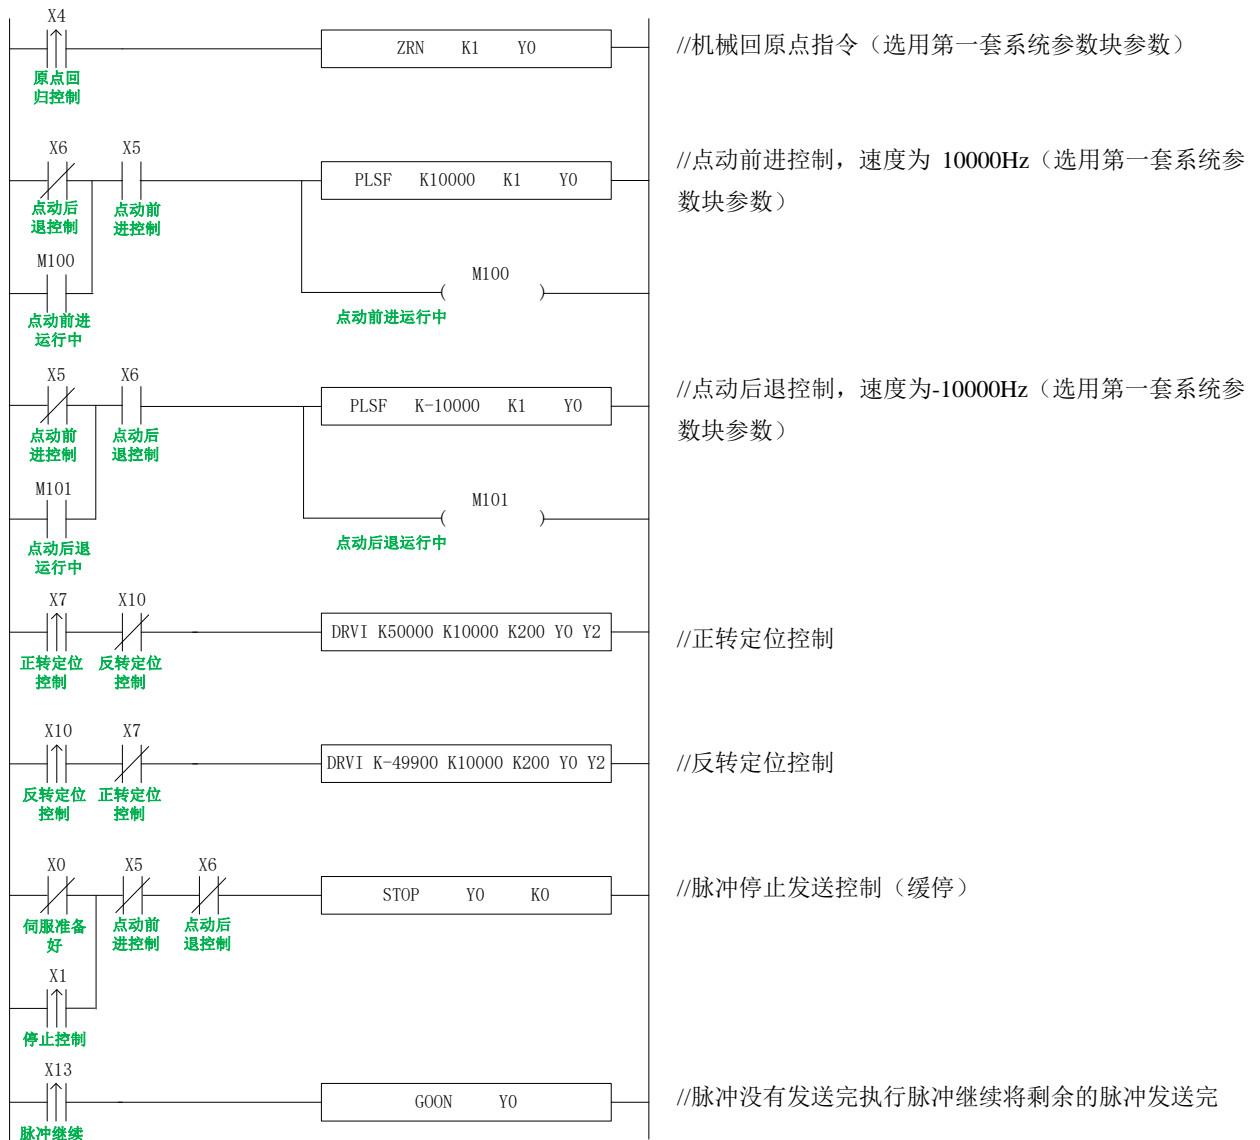 X4
ZRN K1 Y0
//机械回原点指令（选用第一套系统参数块参数）
原点回
归控制
X6 X5
PLSF K10000 K1 Y0
//点动前进控制，速度为 10000Hz（选用第一套系统参
数块参数）
点动后
退控制
点动前
进控制
M100
M100
点动前进
运行中
点动前进运行中
X5 X6
PLSF K-10000 K1 Y0
//点动后退控制，速度为-10000Hz（选用第一套系统参
数块参数）
点动前
进控制
点动后
退控制
M101
M101
点动后退
运行中
点动后退运行中
X7 X10
DRVI K50000 K10000 K200 Y0 Y2
//正转定位控制
正转定位
控制
反转定位
控制
X10 X7
DRVI K-49900 K10000 K200 Y0 Y2
//反转定位控制
反转定位
控制
正转定位
控制
X0 X5 X6
STOP Y0 K0
//脉冲停止发送控制（缓停）
伺服准备
好
点动前
进控制
点动后
退控制
X1
停止控制
X13
GOON Y0
//脉冲没有发送完执行脉冲继续将剩余的脉冲发送完
脉冲继续